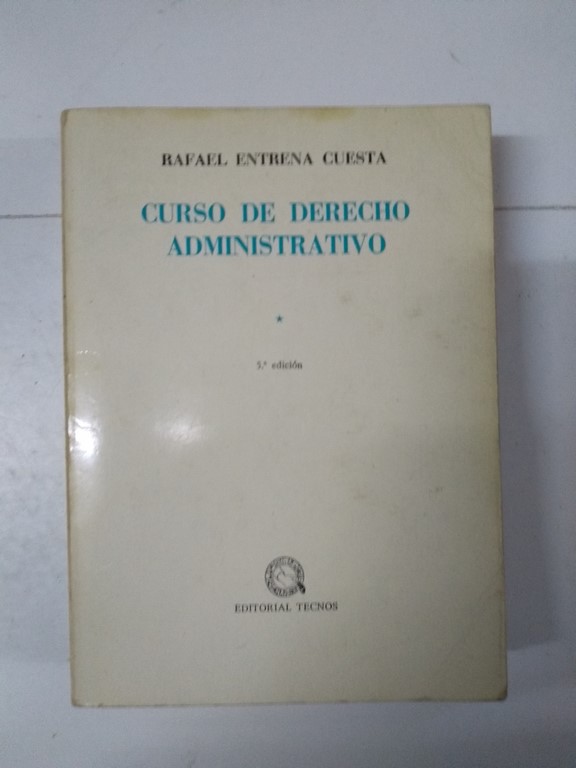 RAFAEL ENTRENA CUESTA
CURSO DE DERECHO
ADMINISTRATIVO
*
5.ª edición
EDITORIAL TECNOS